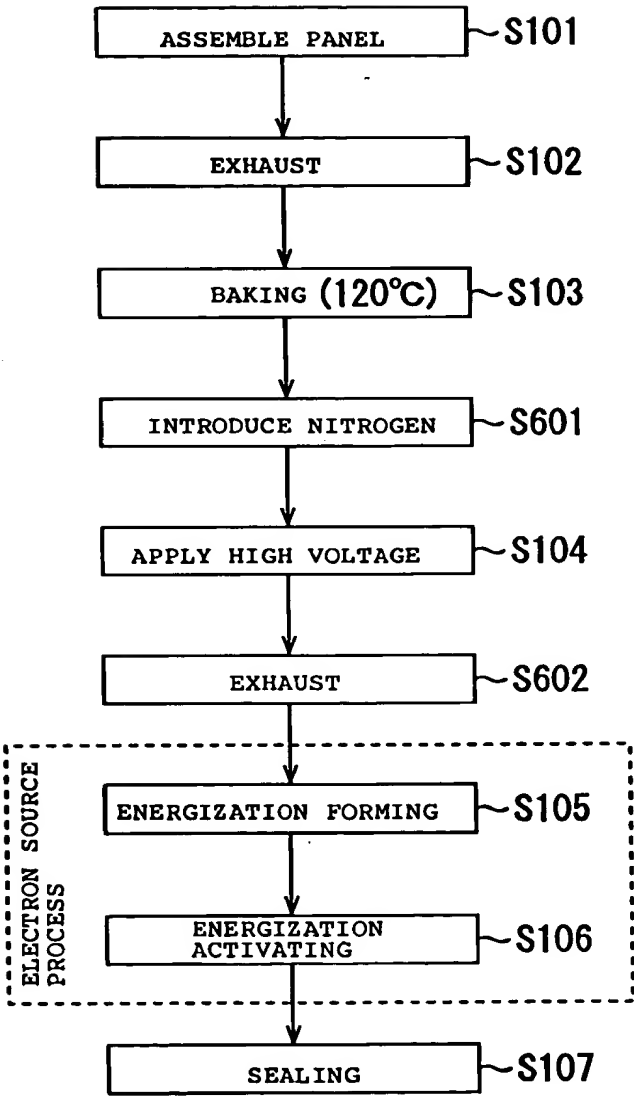 ASSEMBLE PANEL S101
EXHAUST S102
BAKING (120°C) S103
INTRODUCE NITROGEN S601
APPLY HIGH VOLTAGE S104
EXHAUST S602
ELECTRON SOURCE
PROCESS
ENERGIZATION FORMING S105
ENERGIZATION
ACTIVATING S106
SEALING S107